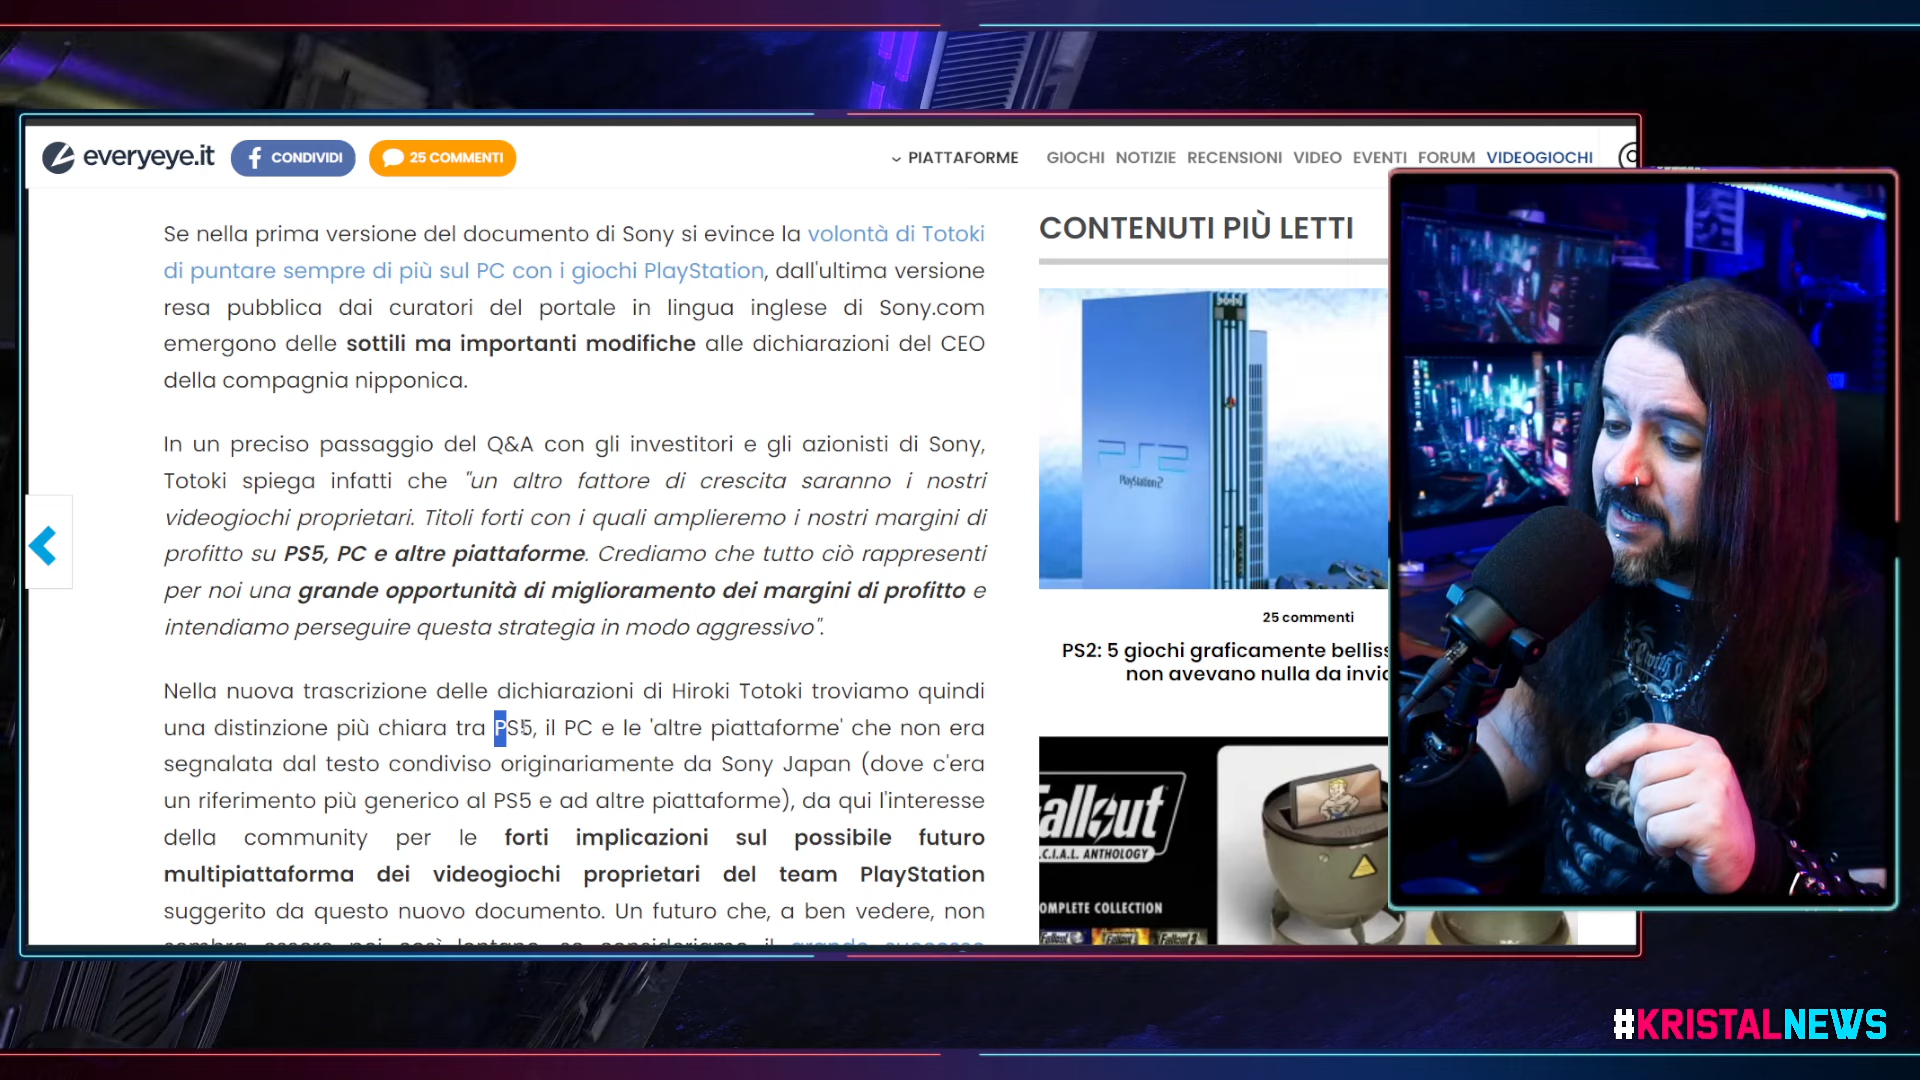 everyeye.it
CONDIVIDI
25 COMMENTI
PIATTAFORME
GIOCHI
NOTIZIE
RECENSIONI
VIDEO
EVENTI
FORUM
VIDEOGIOCHI
Se nella prima versione del documento di Sony si evince la volontà di Totoki
di puntare sempre di più sul PC con i giochi PlayStation, dall'ultima versione
resa pubblica dai curatori del portale in lingua inglese di Sony.com
emergono delle sottili ma importanti modifiche alle dichiarazioni del CEO
della compagnia nipponica.
In un preciso passaggio del Q&A con gli investitori e gli azionisti di Sony,
Totoki spiega infatti che "un altro fattore di crescita saranno i nostri
videogiochi proprietari. Titoli forti con i quali amplieremo i nostri margini di
profitto su PS5, PC e altre piattaforme. Crediamo che tutto ciò rappresenti
per noi una grande opportunità di miglioramento dei margini di profitto e
intendiamo perseguire questa strategia in modo aggressivo".
Nella nuova trascrizione delle dichiarazioni di Hiroki Totoki troviamo quindi
una distinzione più chiara tra PS5, il PC e le 'altre piattaforme' che non era
segnalata dal testo condiviso originariamente da Sony Japan (dove c'era
un riferimento più generico al PS5 e ad altre piattaforme), da qui l'interesse
della community per le forti implicazioni sul possibile futuro
multipiattaforma dei videogiochi proprietari del team PlayStation
suggerito da questo nuovo documento. Un futuro che, a ben vedere, non
CONTENUTI PIÙ LETTI
PS2
PlayStation 2
25 commenti
PS2: 5 giochi graficamente belliss
non avevano nulla da invid
Fallout
S.P.E.C.I.A.L. ANTHOLOGY
COMPLETE COLLECTION
#KRISTALNEWS